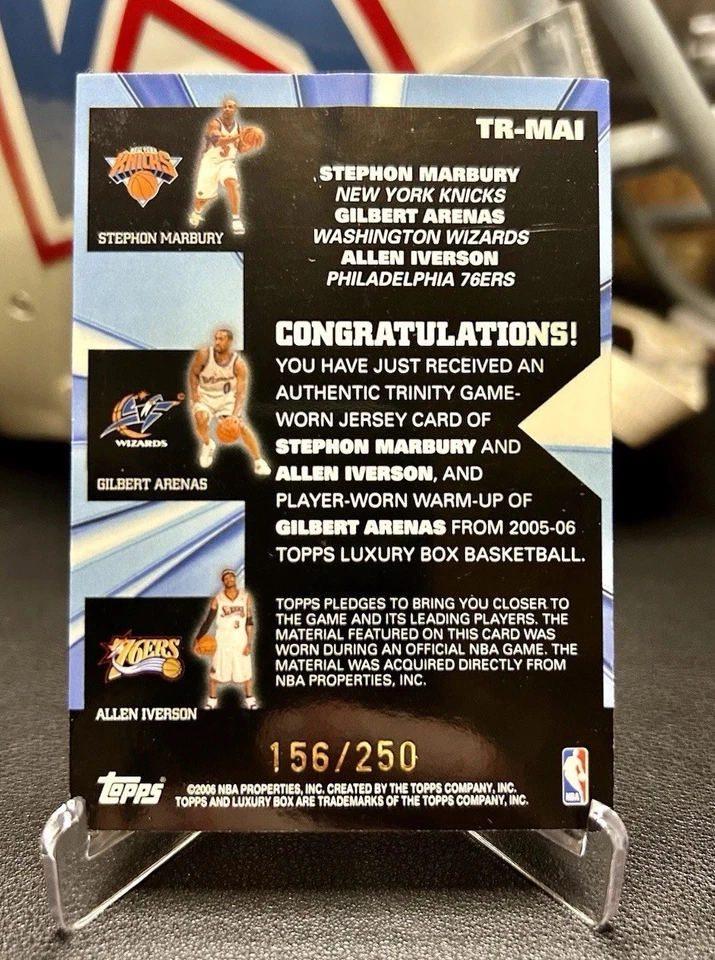 TR-MAI
NEW YORK
KNICKS
STEPHON MARBURY
STEPHON MARBURY
NEW YORK KNICKS
GILBERT ARENAS
WASHINGTON WIZARDS
ALLEN IVERSON
PHILADELPHIA 76ERS
WIZARDS
GILBERT ARENAS
CONGRATULATIONS!
YOU HAVE JUST RECEIVED AN
AUTHENTIC TRINITY GAME-
WORN JERSEY CARD OF
STEPHON MARBURY AND
ALLEN IVERSON, AND
PLAYER-WORN WARM-UP OF
GILBERT ARENAS FROM 2005-06
TOPPS LUXURY BOX BASKETBALL.
76ERS
ALLEN IVERSON
TOPPS PLEDGES TO BRING YOU CLOSER TO
THE GAME AND ITS LEADING PLAYERS. THE
MATERIAL FEATURED ON THIS CARD WAS
WORN DURING AN OFFICIAL NBA GAME. THE
MATERIAL WAS ACQUIRED DIRECTLY FROM
NBA PROPERTIES, INC.
156/250
Topps
©2006 NBA PROPERTIES, INC. CREATED BY THE TOPPS COMPANY, INC.
TOPPS AND LUXURY BOX ARE TRADEMARKS OF THE TOPPS COMPANY, INC.
NBA